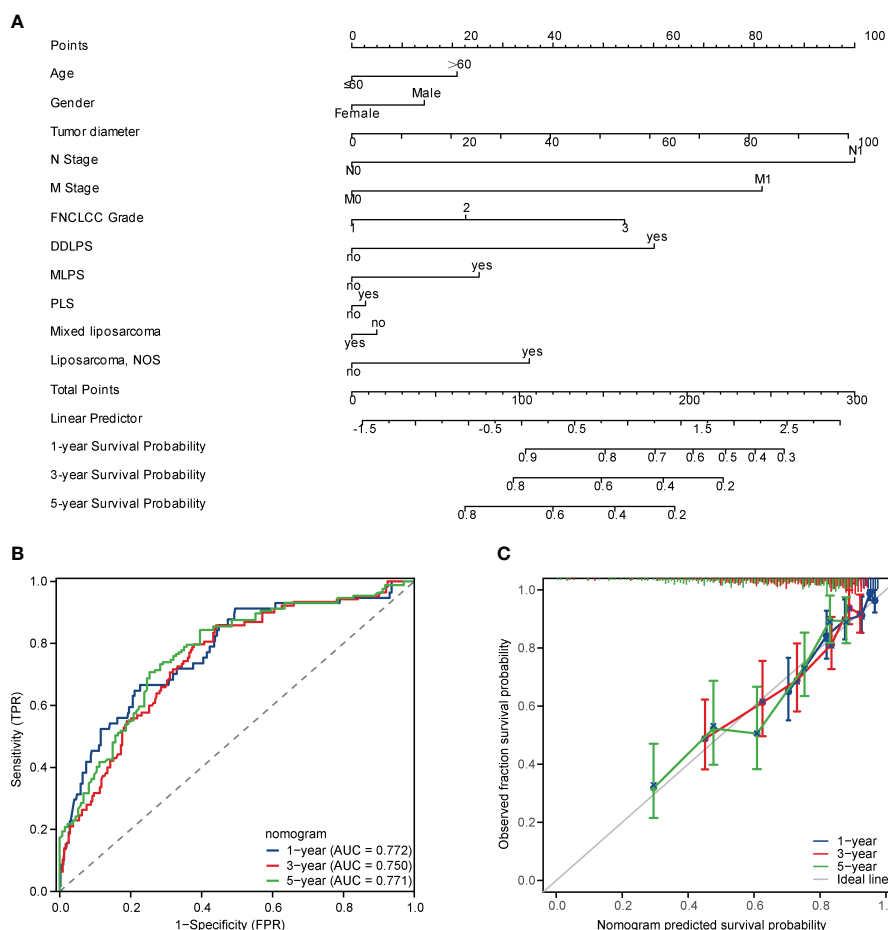 A
Points
0 20 40 60 80 100
Age
≤60 >60
Gender
Female Male
Tumor diameter
0 20 40 60 80 100
N Stage
N0 N1
M Stage
M0 M1
FNCLCC Grade
1 2 3
DDLPS
no yes
MLPS
no yes
PLS
no yes
Mixed liposarcoma
yes no
Liposarcoma, NOS
no yes
Total Points
0 100 200 300
Linear Predictor
-1.5 -0.5 0.5 1.5 2.5
1-year Survival Probability
0.9 0.8 0.7 0.6 0.5 0.4 0.3
3-year Survival Probability
0.8 0.6 0.4 0.2
5-year Survival Probability
0.8 0.6 0.4 0.2
B
Sensitivity (TPR)
1.0
0.8
0.6
0.4
0.2
0.0
nomogram
1−year (AUC = 0.772)
3−year (AUC = 0.750)
5−year (AUC = 0.771)
0.0 0.2 0.4 0.6 0.8 1.0
1−Specificity (FPR)
C
Observed fraction survival probability
1.0
0.8
0.6
0.4
0.2
0.0
1−year
3−year
5−year
Ideal line
0.0 0.2 0.4 0.6 0.8 1.
Nomogram predicted survival probability